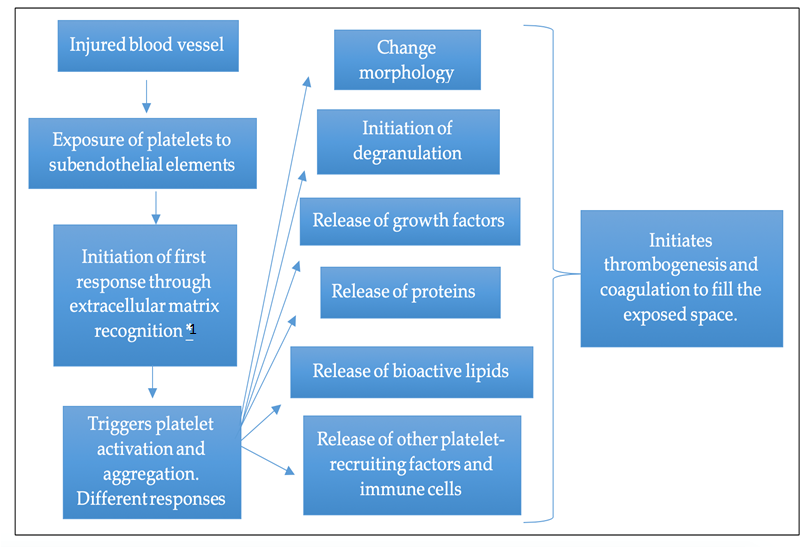 Injured blood vessel
Exposure of platelets to
subendothelial elements
Initiation of first
response through
extracellular matrix
recognition *1
Triggers platelet
activation and
aggregation.
Different responses
Change
morphology
Initiation of
degranulation
Release of growth factors
Release of proteins
Release of bioactive lipids
Release of other platelet-
recruiting factors and
immune cells
Initiates
thrombogenesis and
coagulation to fill the
exposed space.